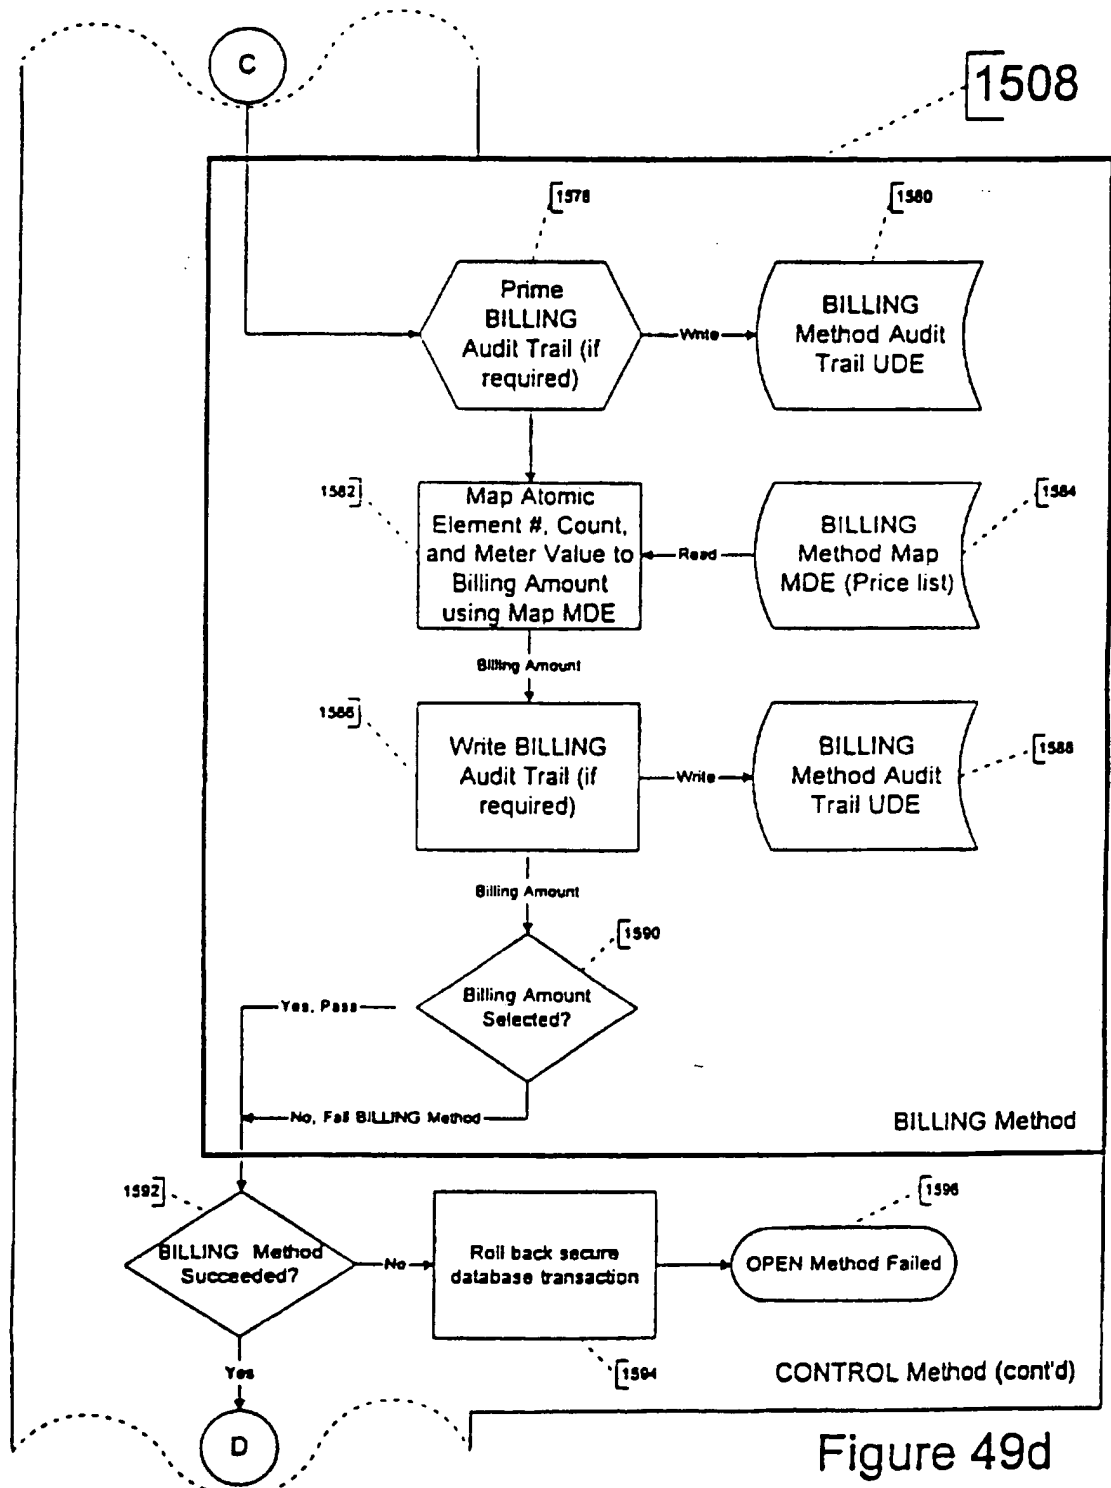 C
1508
1578
1580
Prime
BILLING
Audit Trail (if
required)
Write
BILLING
Method Audit
Trail UDE
1582
1584
Map Atomic
Element #, Count,
and Meter Value to
Billing Amount
using Map MDE
Read
BILLING
Method Map
MDE (Price list)
Billing Amount
1586
1588
Write BILLING
Audit Trail (if
required)
Write
BILLING
Method Audit
Trail UDE
Billing Amount
1590
Billing Amount
Selected?
Yes, Pass
No, Fail BILLING Method
BILLING Method
1592
1596
BILLING Method
Succeeded?
No
Roll back secure
database transaction
OPEN Method Failed
Yes
1594
CONTROL Method (cont'd)
D
Figure 49d